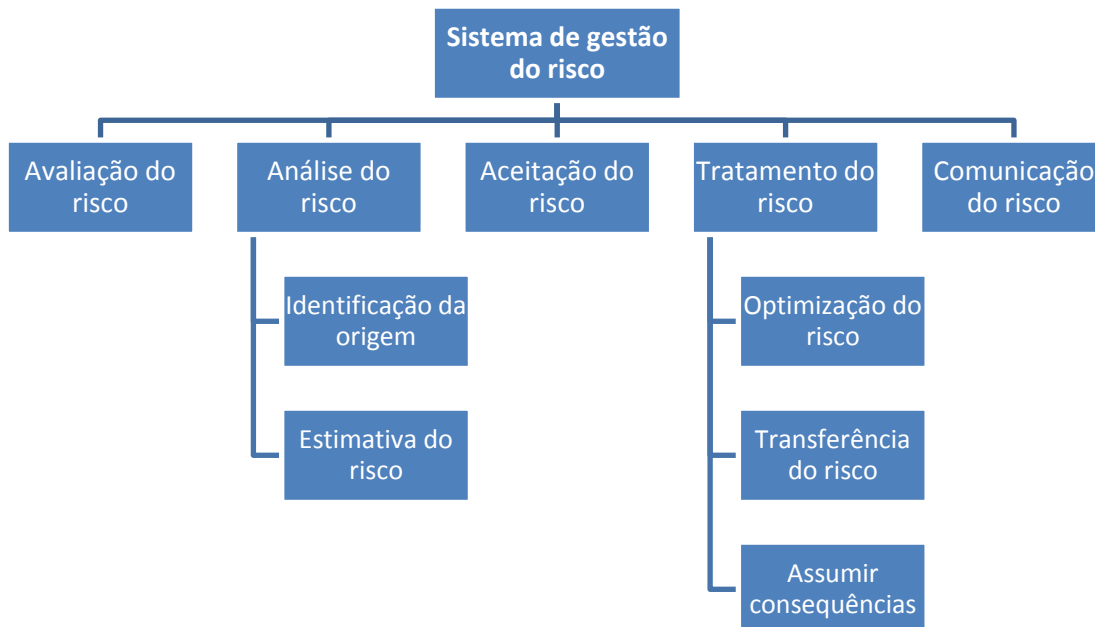 Sistema de gestão
do risco
Avaliação do
risco
Análise do
risco
Aceitação do
risco
Tratamento do
risco
Comunicação
do risco
Identificação da
origem
Estimativa do
risco
Optimização do
risco
Transferência
do risco
Assumir
consequências